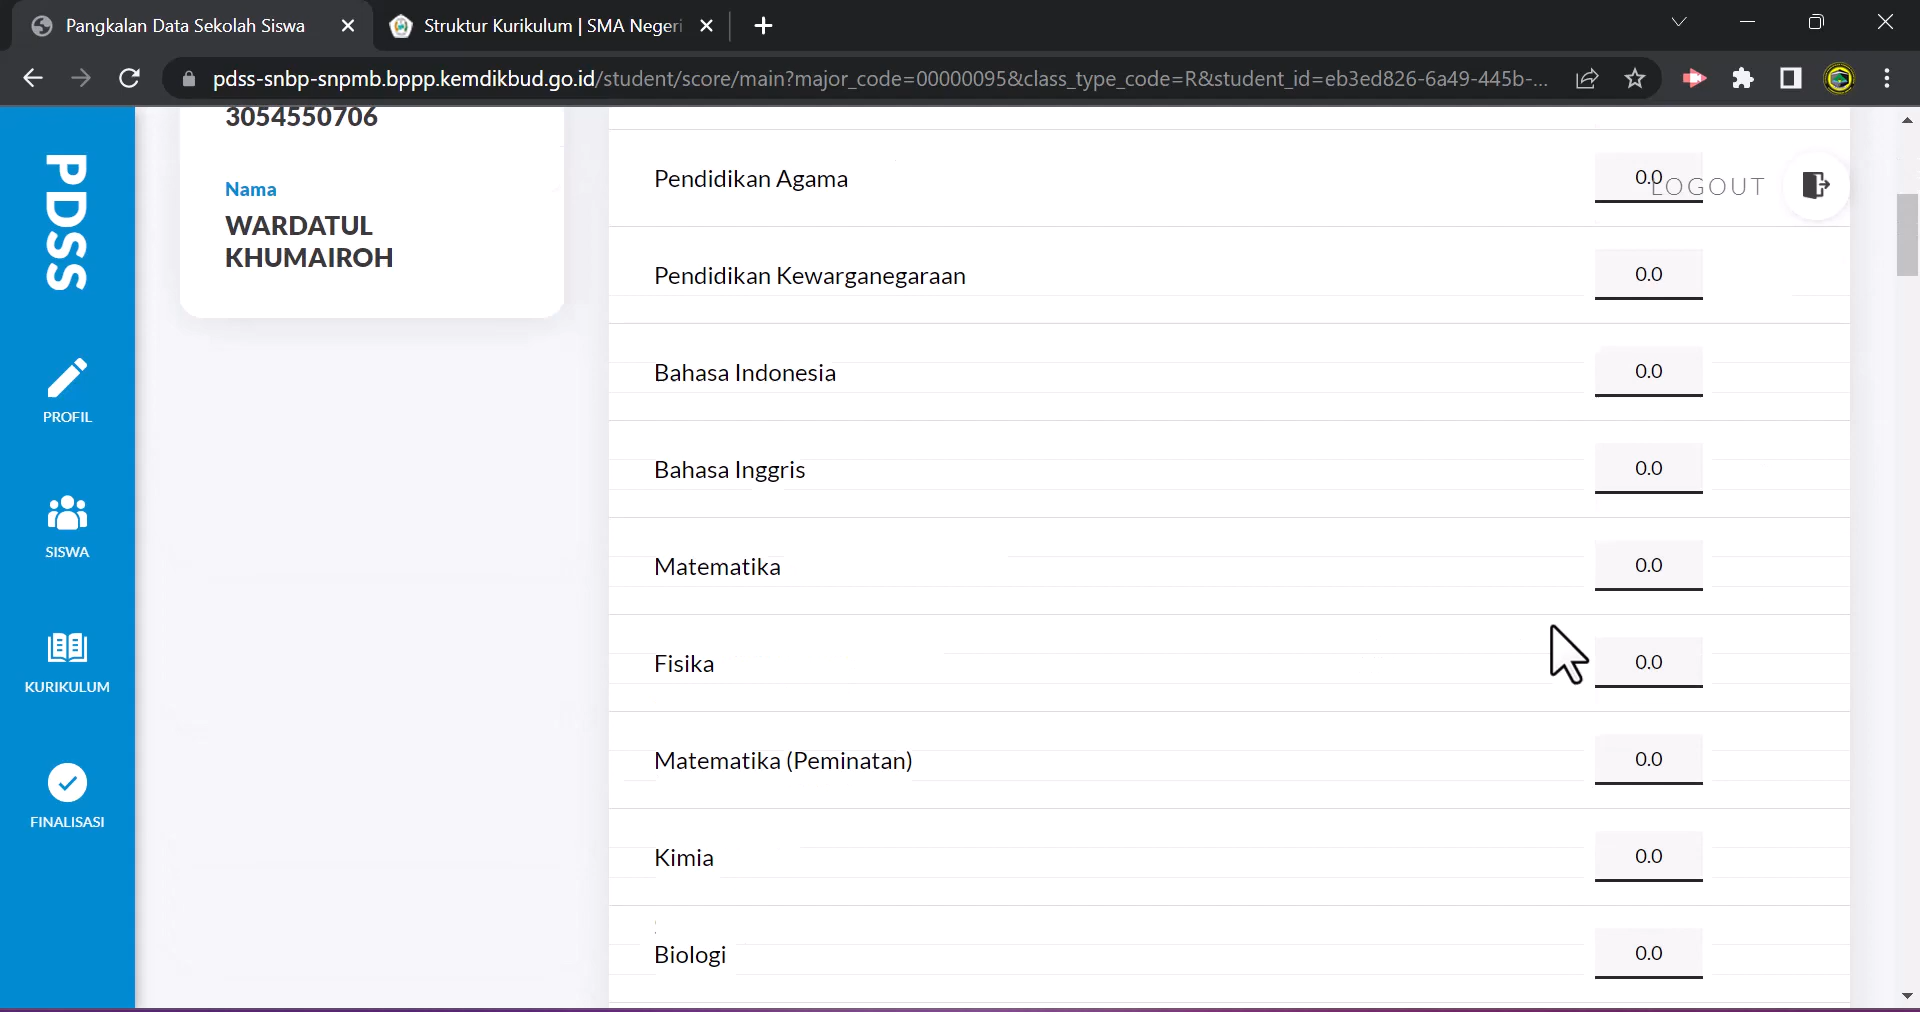 Pangkalan Data Sekolah Siswa
Struktur Kurikulum | SMA Negeri
pdss-snbp-snpmb.bppp.kemdikbud.go.id/student/score/main?major_code=00000095&class_type_code=R&student_id=eb3ed826-6a49-445b-...
PDSS
PROFIL
SISWA
KURIKULUM
FINALISASI
3054550706
Nama
WARDATUL
KHUMAIROH
LOGOUT
Pendidikan Agama 0.0
Pendidikan Kewarganegaraan 0.0
Bahasa Indonesia 0.0
Bahasa Inggris 0.0
Matematika 0.0
Fisika 0.0
Matematika (Peminatan) 0.0
Kimia 0.0
Biologi 0.0